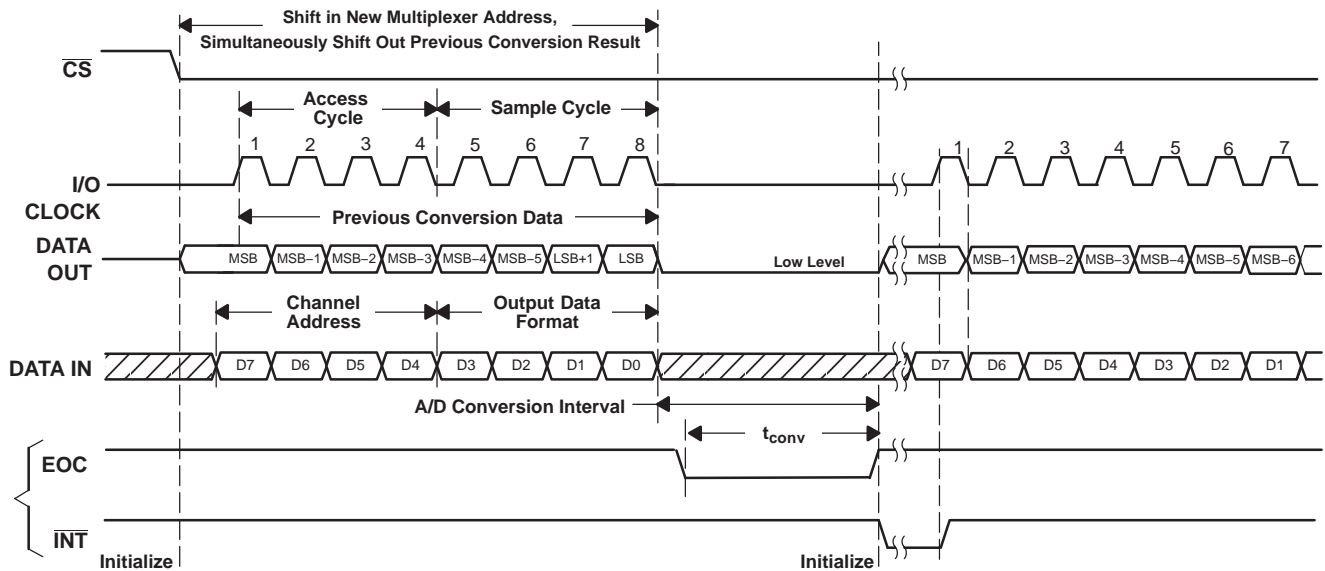 Shift in New Multiplexer Address,
Simultaneously Shift Out Previous Conversion Result
CS
Access
Cycle
Sample Cycle
1 2 3 4 5 6 7 8 1 2 3 4 5 6 7
I/O
CLOCK
Previous Conversion Data
DATA
OUT
MSB MSB–1 MSB–2 MSB–3 MSB–4 MSB–5 LSB+1 LSB Low Level MSB MSB–1 MSB–2 MSB–3 MSB–4 MSB–5 MSB–6
Channel
Address
Output Data
Format
DATA IN D7 D6 D5 D4 D3 D2 D1 D0 D7 D6 D5 D4 D3 D2 D1
A/D Conversion Interval
tconv
EOC
INT
Initialize Initialize